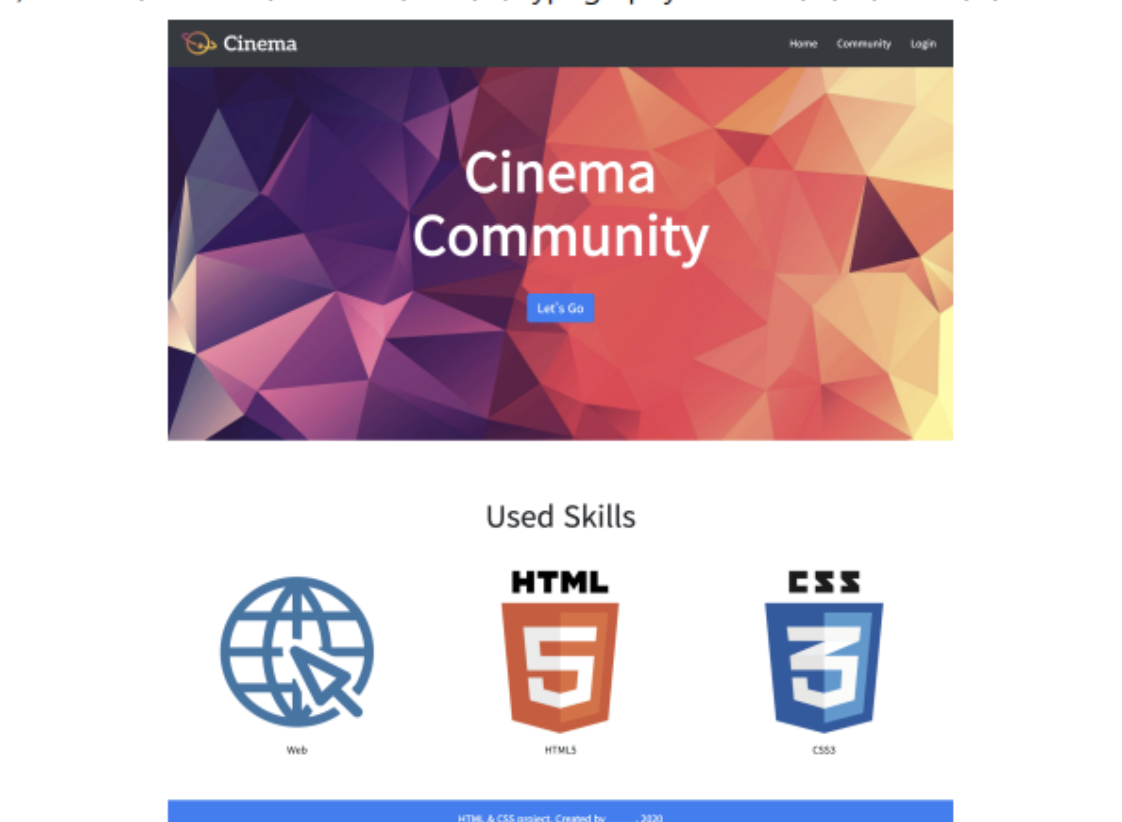 Cinema
Home Community Login
Cinema
Community
Let's Go
Used Skills
HTML
CSS
5
3
Web
HTML5
CSS3
HTML & CSS project. Created by , 2020